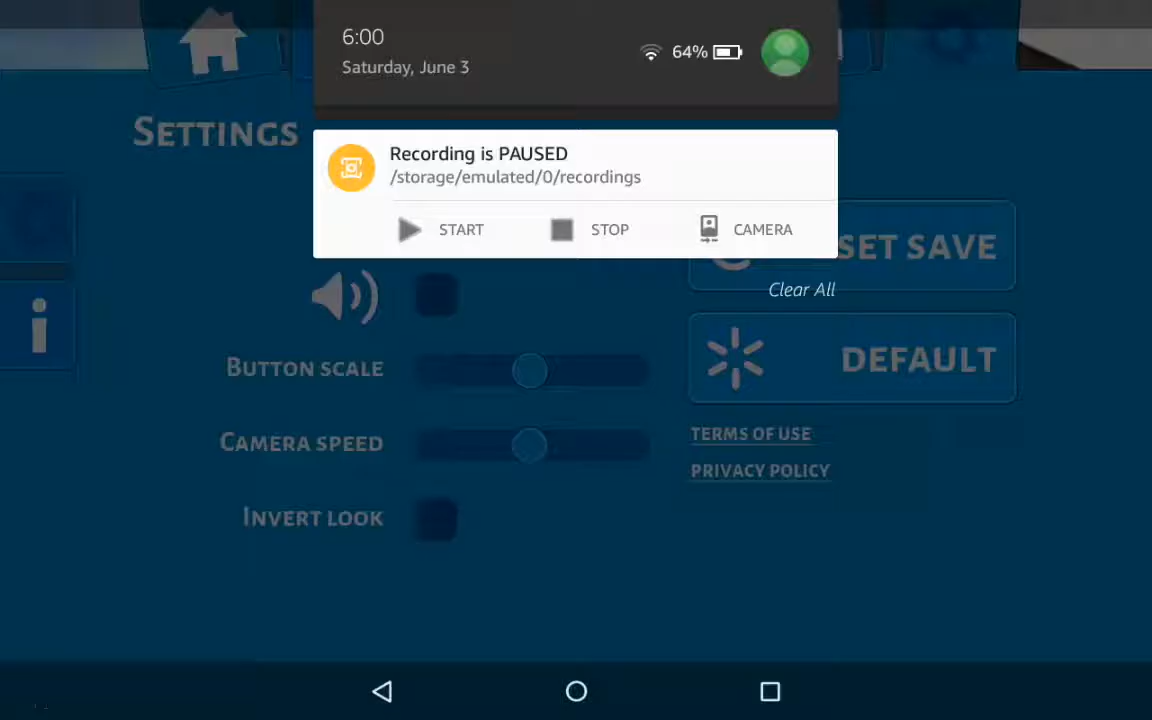 6:00
64%
Saturday, June 3
SETTINGS
Recording is PAUSED
/storage/emulated/0/recordings
START STOP CAMERA
SET SAVE
Clear All
BUTTON SCALE
DEFAULT
CAMERA SPEED
TERMS OF USE
PRIVACY POLICY
INVERT LOOK